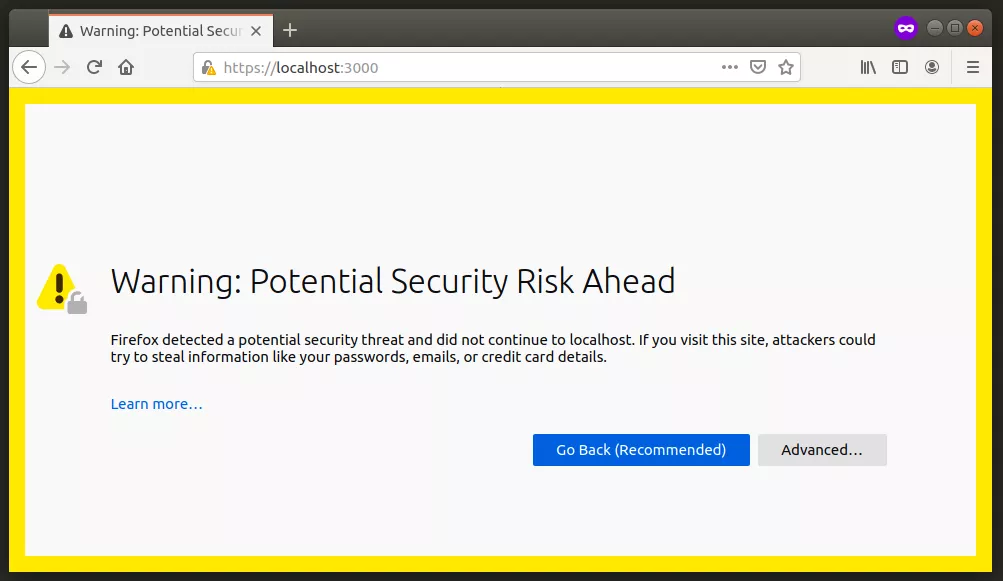 Warning: Potential Secur
https://localhost:3000
Warning: Potential Security Risk Ahead
Firefox detected a potential security threat and did not continue to localhost. If you visit this site, attackers could
try to steal information like your passwords, emails, or credit card details.
Learn more…
Go Back (Recommended)
Advanced…